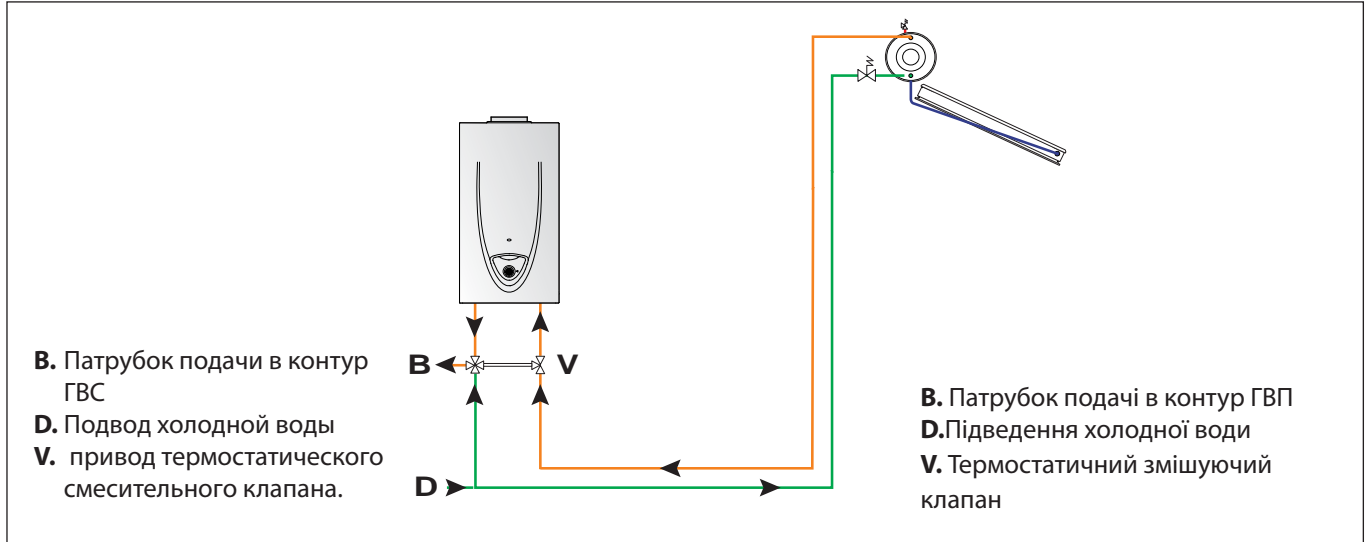 B
V
D
B. Патрубок подачи в контур
ГВС
D. Подвод холодной воды
V. привод термостатического
смесительного клапана.
B. Патрубок подачі в контур ГВП
D.Підведення холодної води
V. Термостатичний змішуючий
клапан